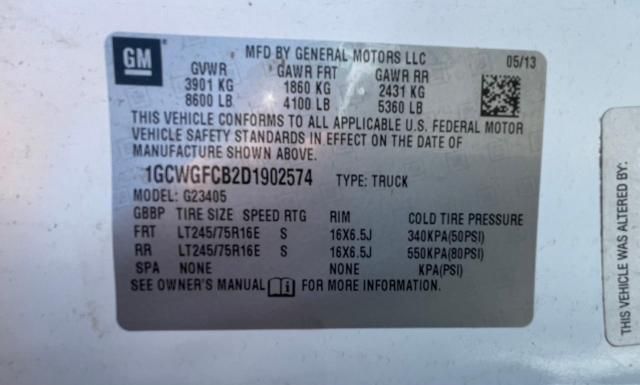 GM
MFD BY GENERAL MOTORS LLC 05/13
GVWR GAWR FRT GAWR RR
3901 KG 1860 KG 2431 KG
8600 LB 4100 LB 5360 LB
THIS VEHICLE CONFORMS TO ALL APPLICABLE U.S. FEDERAL MOTOR
VEHICLE SAFETY STANDARDS IN EFFECT ON THE DATE OF
MANUFACTURE SHOWN ABOVE.
1GCWGFCB2D1902574 TYPE: TRUCK
MODEL: G23405
GBBP TIRE SIZE SPEED RTG RIM COLD TIRE PRESSURE
FRT LT245/75R16E S 16X6.5J 340KPA(50PSI)
RR LT245/75R16E S 16X6.5J 550KPA(80PSI)
SPA NONE NONE KPA(PSI)
SEE OWNER'S MANUAL i FOR MORE INFORMATION.
THIS VEHICLE WAS ALTERED BY: